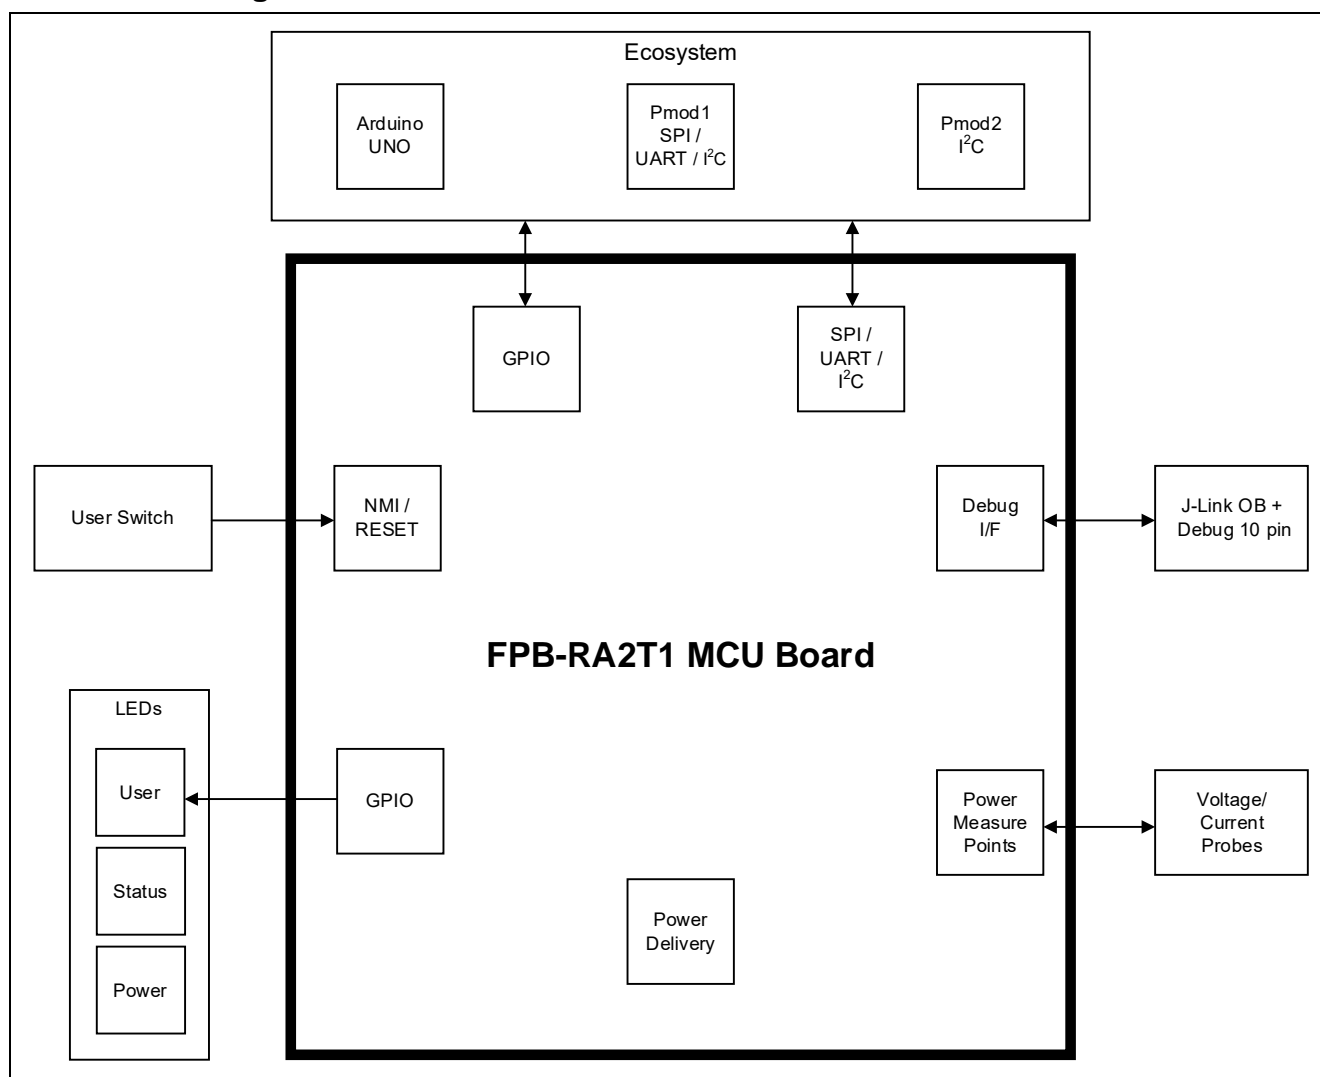 Ecosystem
Arduino
UNO
Pmod1
SPI /
UART / I²C
Pmod2
I²C
GPIO
SPI /
UART /
I²C
User Switch
NMI /
RESET
Debug
I/F
J-Link OB +
Debug 10 pin
FPB-RA2T1 MCU Board
LEDs
User
Status
Power
GPIO
Power
Measure
Points
Voltage/
Current
Probes
Power
Delivery